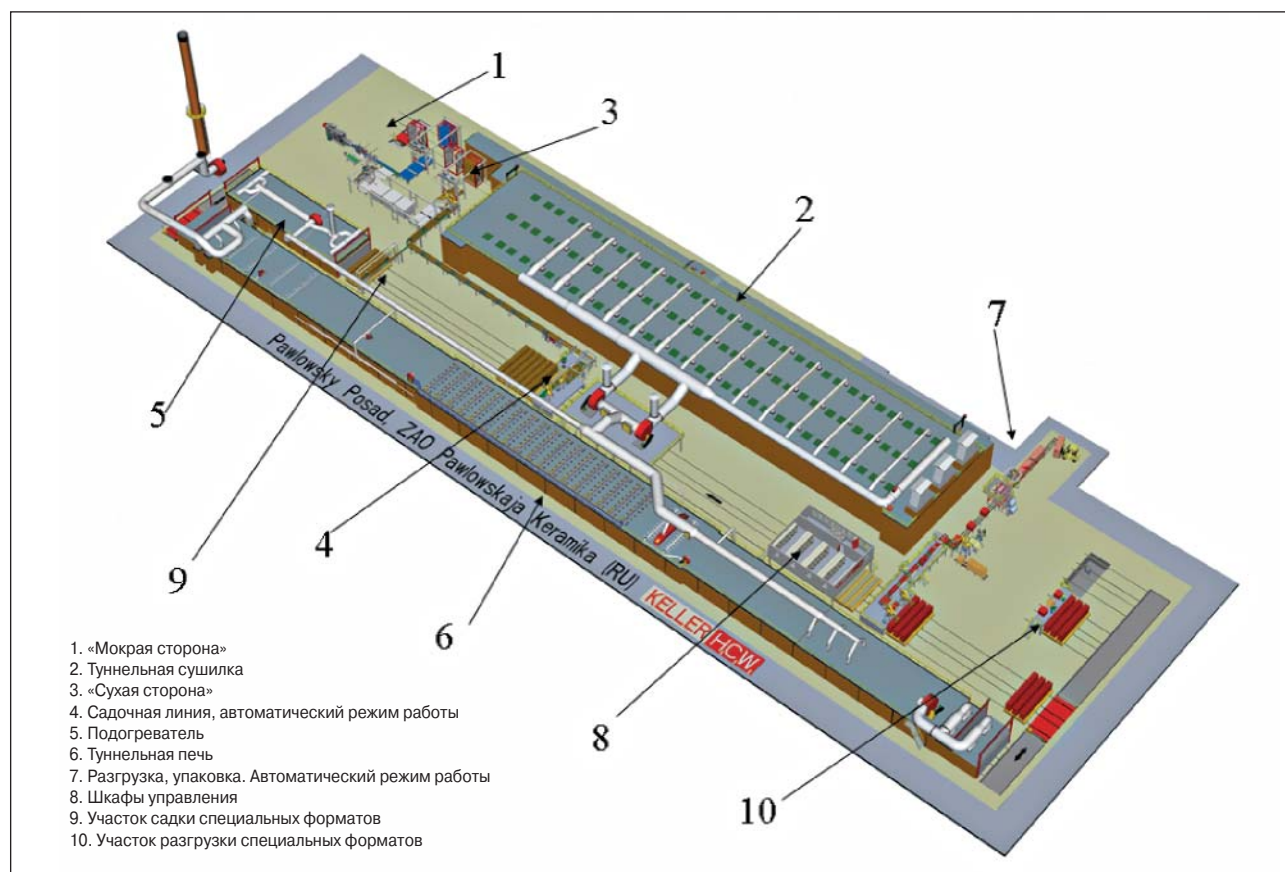 1
3
2
7
5
4
9
6
8
10
Pawlowsky Posad, ZAO Pawlowskaja Keramika (RU)
KELLER H.C.W.
1. «Мокрая сторона»
2. Туннельная сушилка
3. «Сухая сторона»
4. Садочная линия, автоматический режим работы
5. Подогреватель
6. Туннельная печь
7. Разгрузка, упаковка. Автоматический режим работы
8. Шкафы управления
9. Участок садки специальных форматов
10. Участок разгрузки специальных форматов